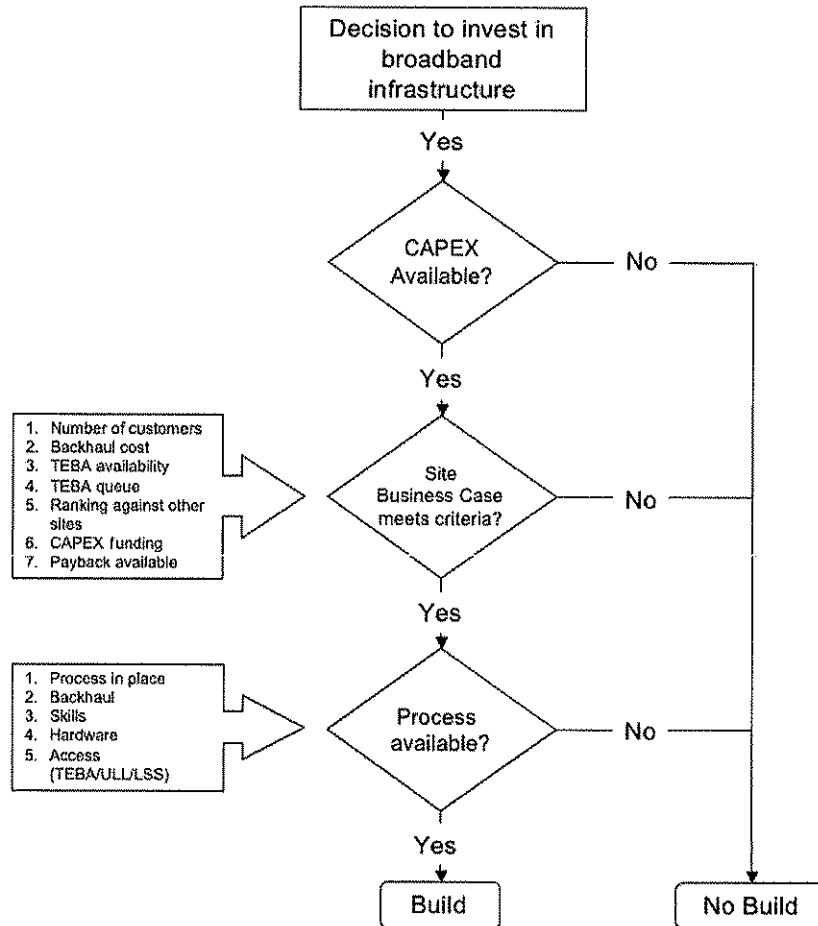 Decision to invest in
broadband
infrastructure
Yes
CAPEX
Available?
No
Yes
1. Number of customers
2. Backhaul cost
3. TEBA availability
4. TEBA queue
5. Ranking against other
sites
6. CAPEX funding
7. Payback available
Site
Business Case
meets criteria?
No
Yes
1. Process in place
2. Backhaul
3. Skills
4. Hardware
5. Access
(TEBA/ULL/LSS)
Process
available?
No
Yes
Build
No Build